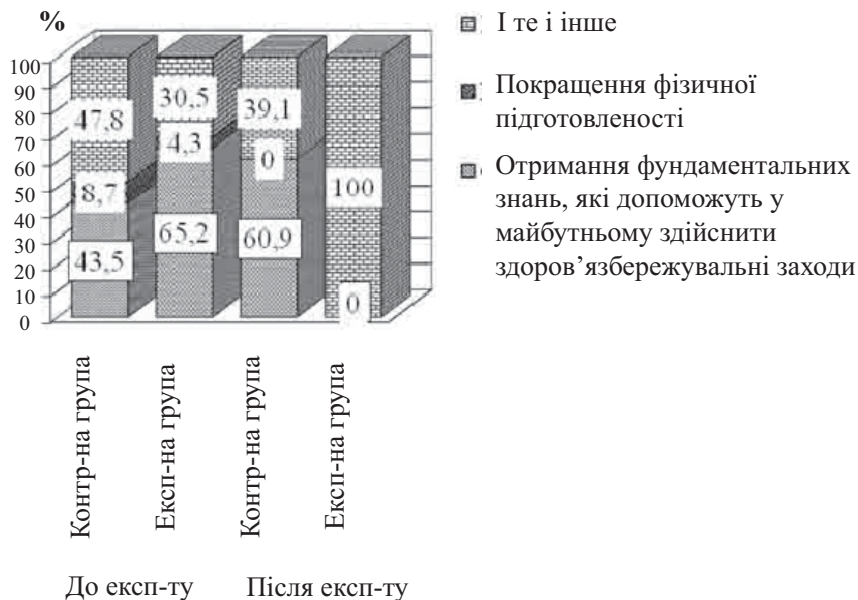 %
100
90
80
70
60
50
40
30
20
10
0
47,8
8,7
43,5
30,5
4,3
65,2
39,1
0
60,9
100
0
І те і інше
Покращення фізичної
підготовленості
Отримання фундаментальних
знань, які допоможуть у
майбутньому здійснити
здоров’язбережувальні заходи
Контр-на група
Експ-на група
Контр-на група
Експ-на група
До експ-ту
Після експ-ту